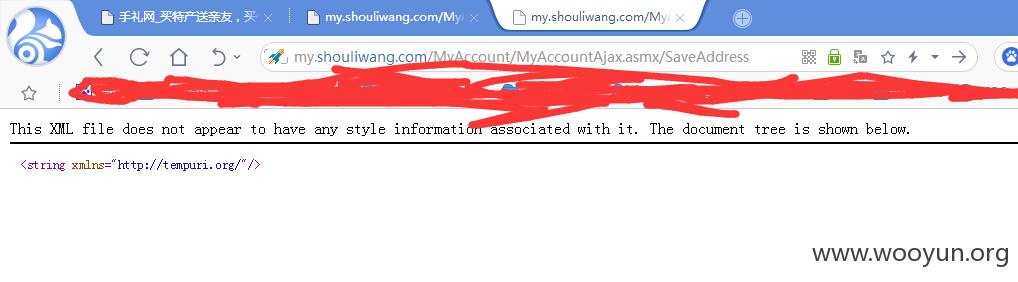 手礼网_买特产送亲友，买
my.shouliwang.com/MyAc
my.shouliwang.com/MyA
my.shouliwang.com/MyAccount/MyAccountAjax.asmx/SaveAddress
This XML file does not appear to have any style information associated with it. The document tree is shown below.
<string xmlns="http://tempuri.org/"/>
www.wooyun.org